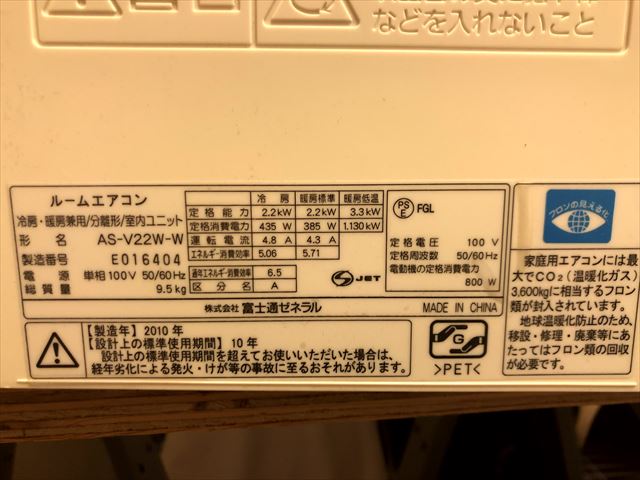 などを入れないこと
ルームエアコン
冷房・暖房兼用/分離形/室内ユニット
形 名 AS-V22W-W
製造番号 E016404
電 源 単相100V 50/60Hz
総質量 9.5kg
冷 房 暖房標準 暖房低温
定格能力 2.2kW 2.2kW 3.3kW
定格消費電力 435 W 385 W 1.130kW
運転電流 4.8 A 4.3 A
エネルギー消費効率 5.06 5.71
通年エネルギー消費効率 6.5
区分名 A
JET
PSE FGL
定格電圧 100 V
定格周波数 50/60Hz
電動機の定格消費電力
800 W
株式会社 富士通ゼネラル MADE IN CHINA
【製造年】2010 年
【設計上の標準使用期間】10 年
設計上の標準使用期間を超えてお使いいただいた場合は、
経年劣化による発火・けが等の事故に至るおそれがあります。
G
>PET<
フロンの見える化
家庭用エアコンには最
大でCO₂(温暖化ガス)
3,600kgに相当するフロン
類が封入されています。
地球温暖化防止のため、
移設・修理・廃棄等にあ
たってはフロン類の回収
が必要です。